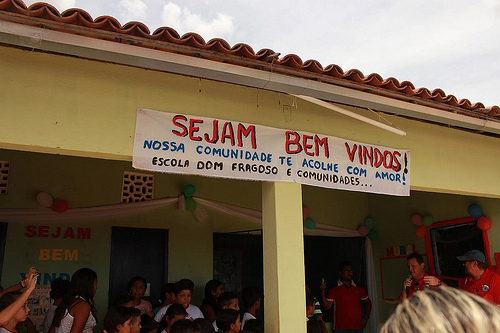 SEJAM BEM VINDOS!
NOSSA COMUNIDADE TE ACOLHE COM AMOR!
ESCOLA DOM FRAGOSO E COMUNIDADES...
SEJAM
BEM